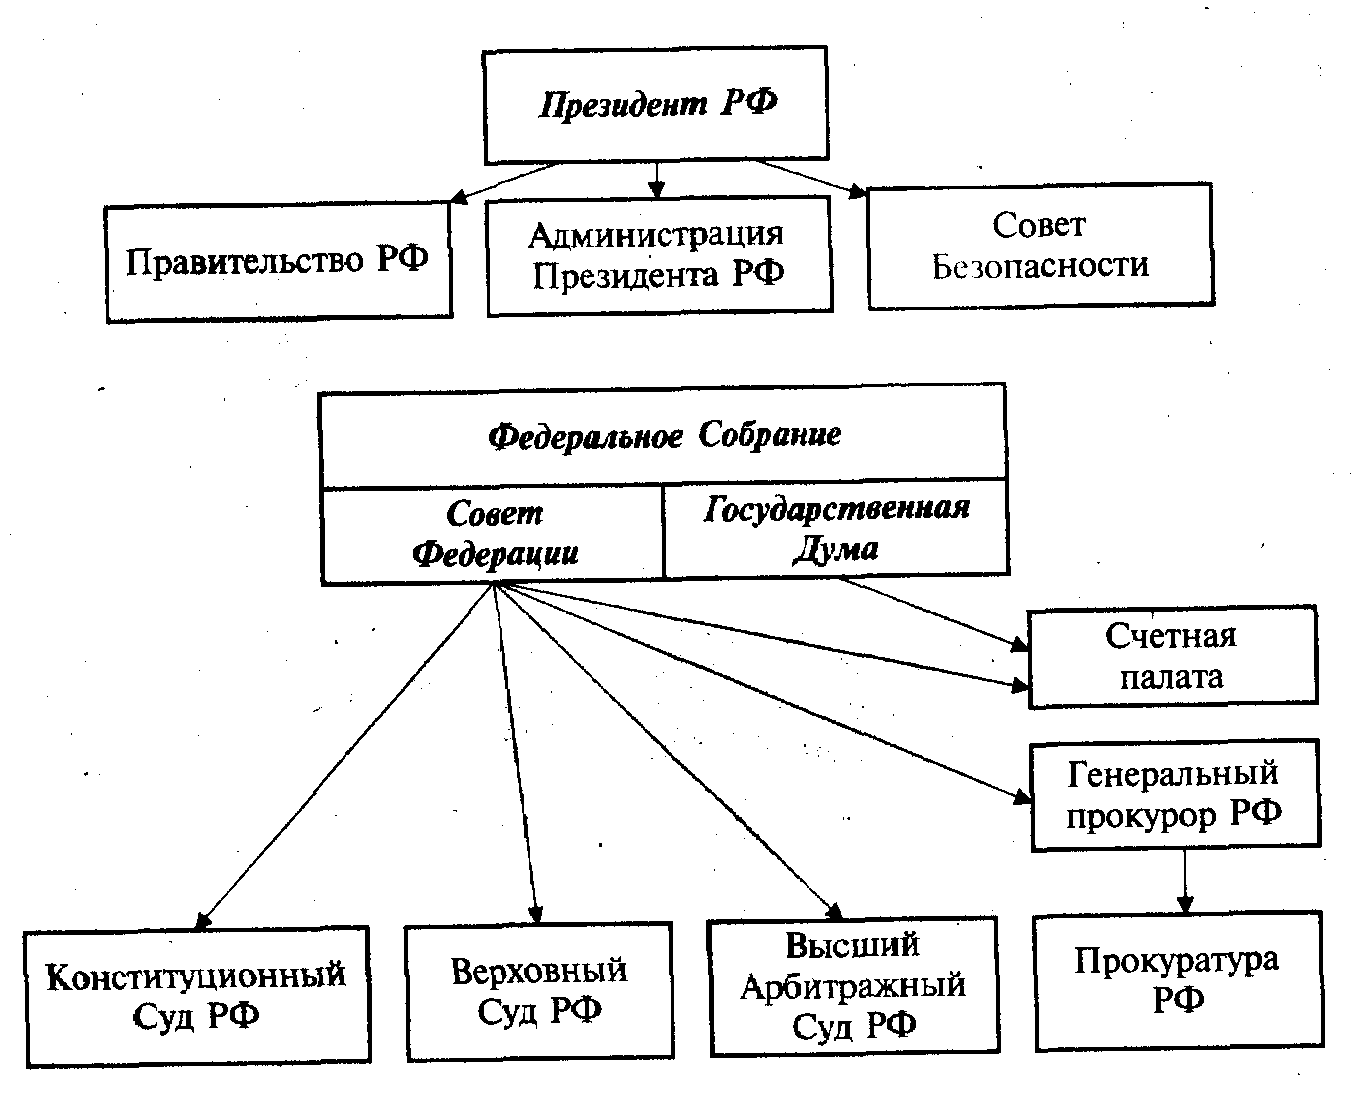 Президент РФ
Правительство РФ
Администрация
Президента РФ
Совет
Безопасности
Федеральное Собрание
Совет
Федерации
Государственная
Дума
Счетная
палата
Генеральный
прокурор РФ
Конституционный
Суд РФ
Верховный
Суд РФ
Высший
Арбитражный
Суд РФ
Прокуратура
РФ